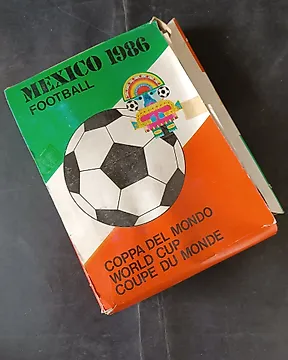 MEXICO 1986
FOOTBALL
COPPA DEL MONDO
WORLD CUP
COUPE DU MONDE